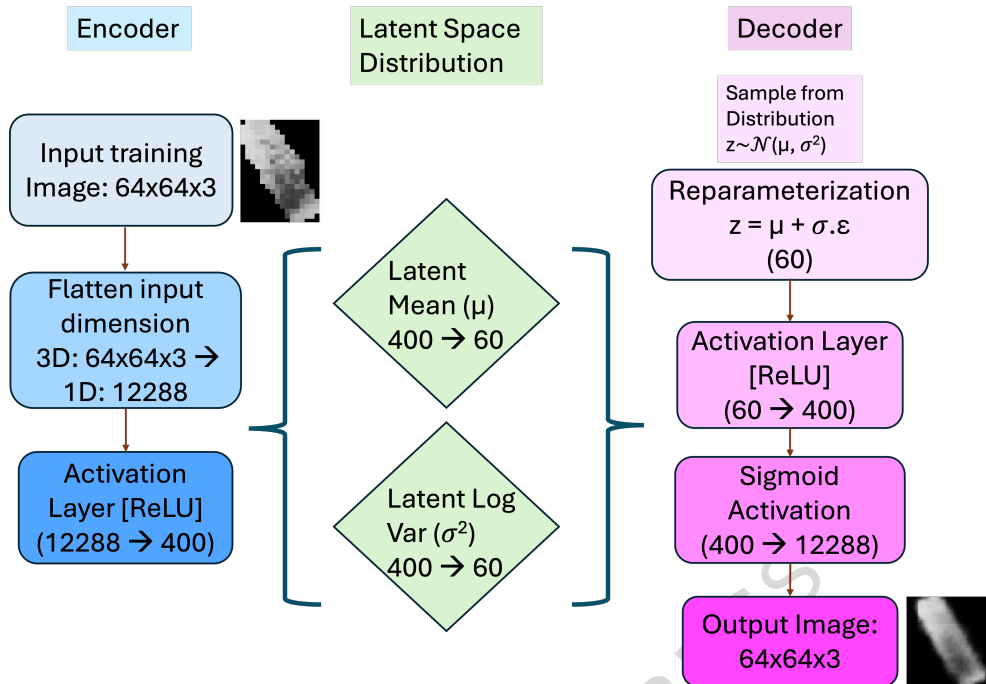 Encoder
Input training
Image: 64x64x3
Flatten input
dimension
3D: 64x64x3 →
1D: 12288
Activation
Layer [ReLU]
(12288 → 400)
Latent Space
Distribution
Latent
Mean (μ)
400 → 60
Latent Log
Var (𝜎²)
400 → 60
Decoder
Sample from
Distribution
z~𝒩(μ, 𝜎²)
Reparameterization
z = μ + 𝜎.ε
(60)
Activation Layer
[ReLU]
(60 → 400)
Sigmoid
Activation
(400 → 12288)
Output Image:
64x64x3